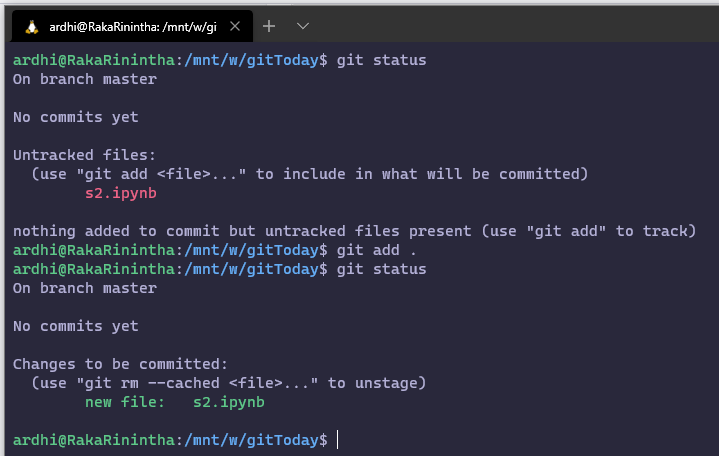 ardhi@RakaRinintha: /mnt/w/gi
ardhi@RakaRinintha:/mnt/w/gitToday$ git status
On branch master
No commits yet
Untracked files:
  (use "git add <file>..." to include in what will be committed)
        s2.ipynb
nothing added to commit but untracked files present (use "git add" to track)
ardhi@RakaRinintha:/mnt/w/gitToday$ git add .
ardhi@RakaRinintha:/mnt/w/gitToday$ git status
On branch master
No commits yet
Changes to be committed:
  (use "git rm --cached <file>..." to unstage)
        new file:   s2.ipynb
ardhi@RakaRinintha:/mnt/w/gitToday$